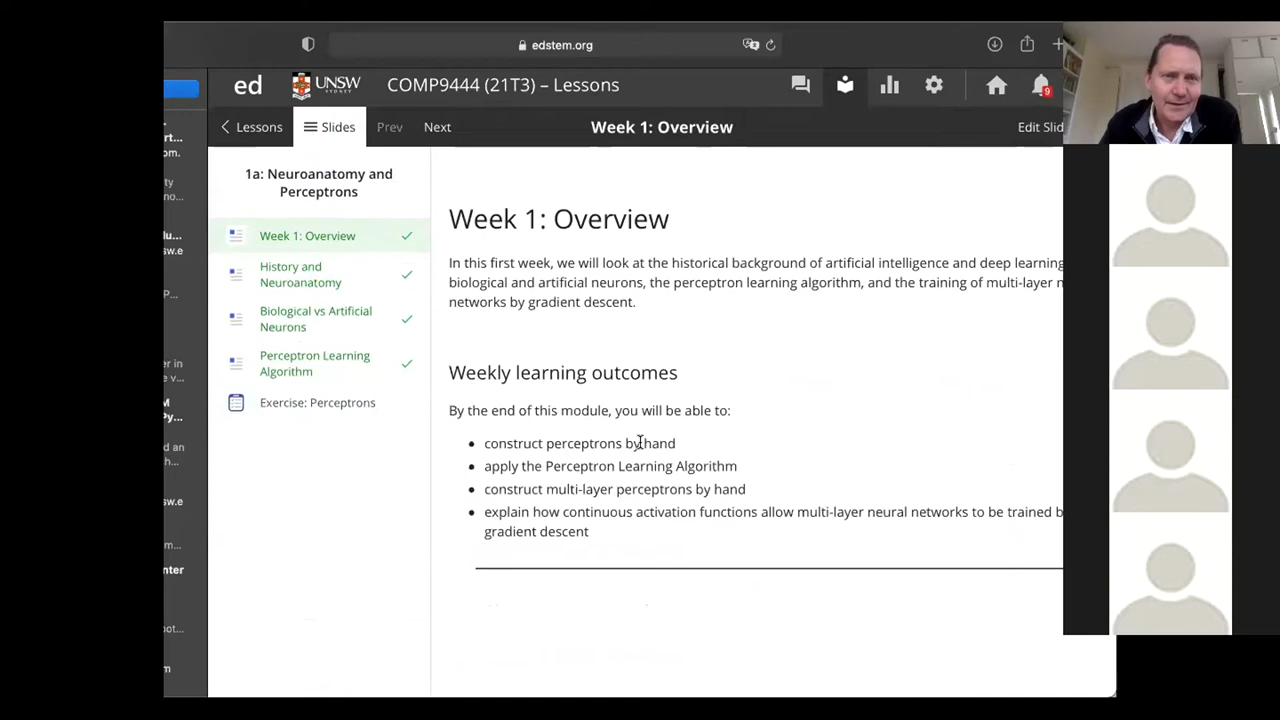 edstem.org
ed UNSW SYDNEY COMP9444 (21T3) – Lessons
9
Lessons Slides Prev Next Week 1: Overview Edit
1a: Neuroanatomy and
Perceptrons
Week 1: Overview
History and
Neuroanatomy
Biological vs Artificial
Neurons
Perceptron Learning
Algorithm
Exercise: Perceptrons
Week 1: Overview
In this first week, we will look at the historical background of artificial intelligence and deep learning
biological and artificial neurons, the perceptron learning algorithm, and the training of multi-layer
networks by gradient descent.
Weekly learning outcomes
By the end of this module, you will be able to:
construct perceptrons by hand
apply the Perceptron Learning Algorithm
construct multi-layer perceptrons by hand
explain how continuous activation functions allow multi-layer neural networks to be trained
gradient descent